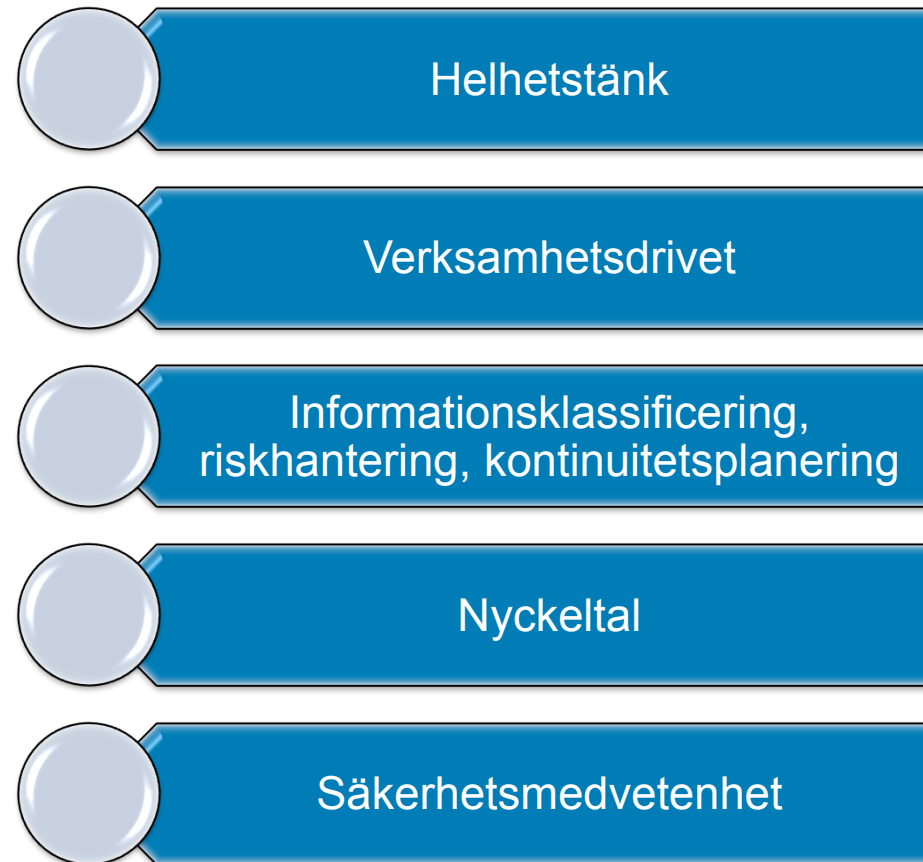 Helhetstänk
Verksamhetsdrivet
Informationsklassificering,
riskhantering, kontinuitetsplanering
Nyckeltal
Säkerhetsmedvetenhet